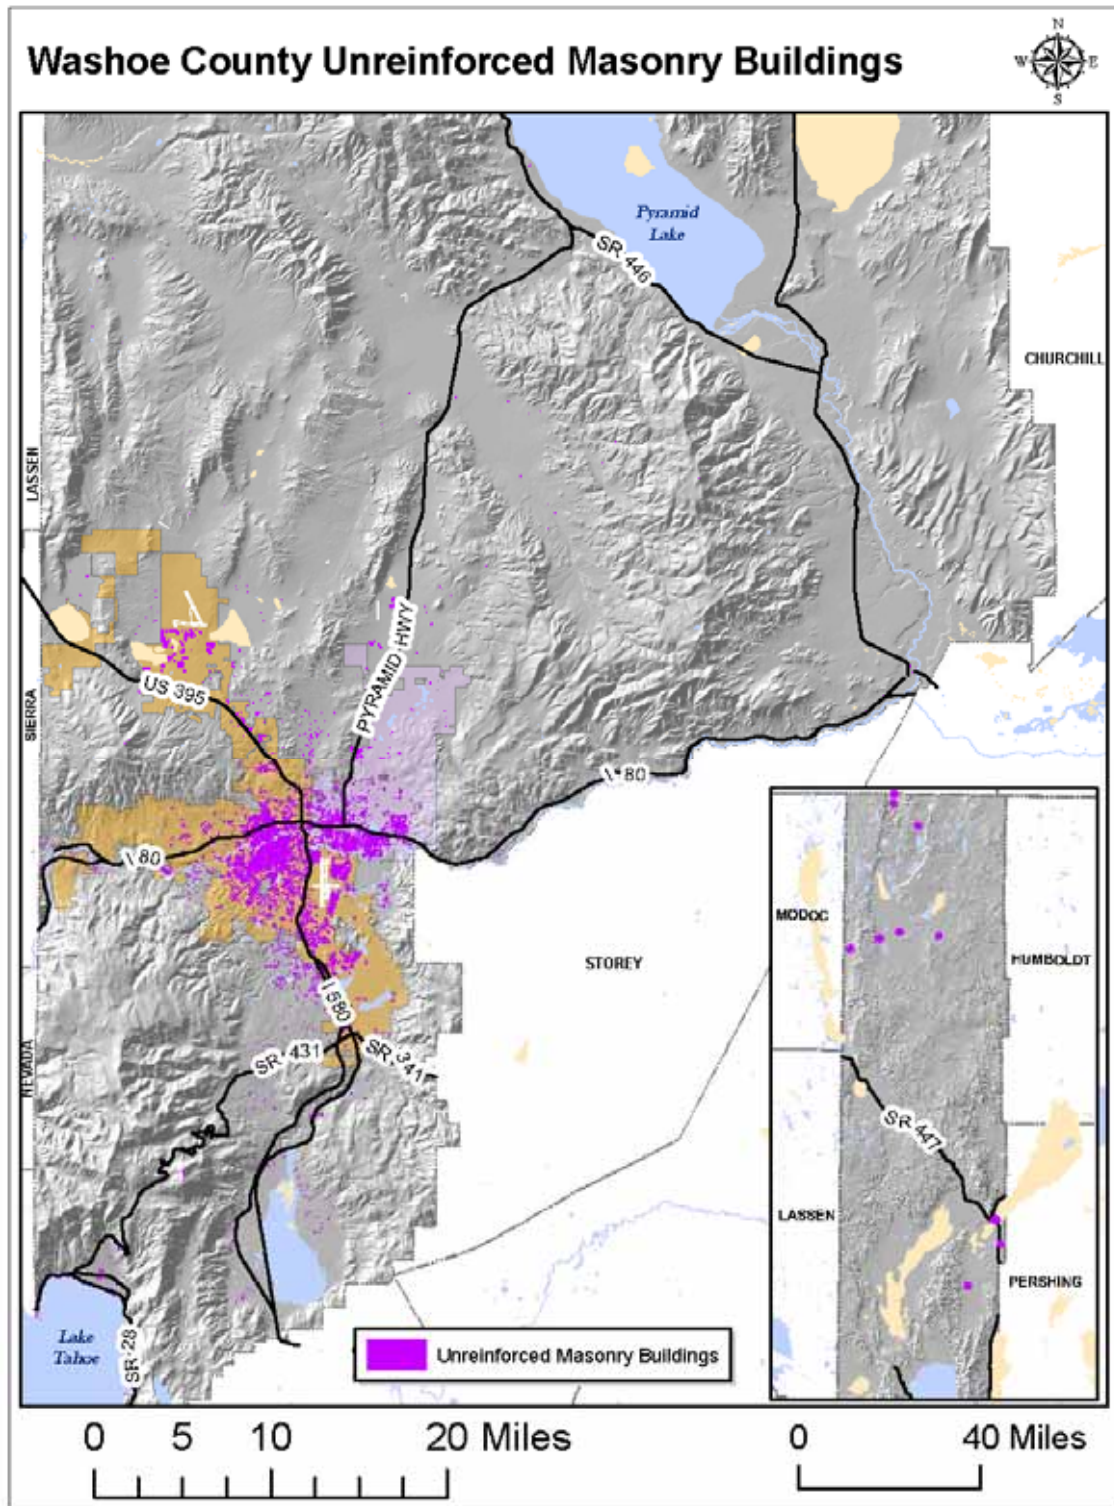 Washoe County Unreinforced Masonry Buildings
N
W
E
S
Pyramid
Lake
SR 446
CHURCHILL
LASSEN
PYRAMID HWY
US 395
SIERRA
I 80
I 80
MODOC
HUMBOLDT
STOREY
I 580
SR 431
SR 341
NEVADA
SR 447
LASSEN
PERSHING
Lake
Tahoe
SR 28
Unreinforced Masonry Buildings
0 5 10 20 Miles
0 40 Miles